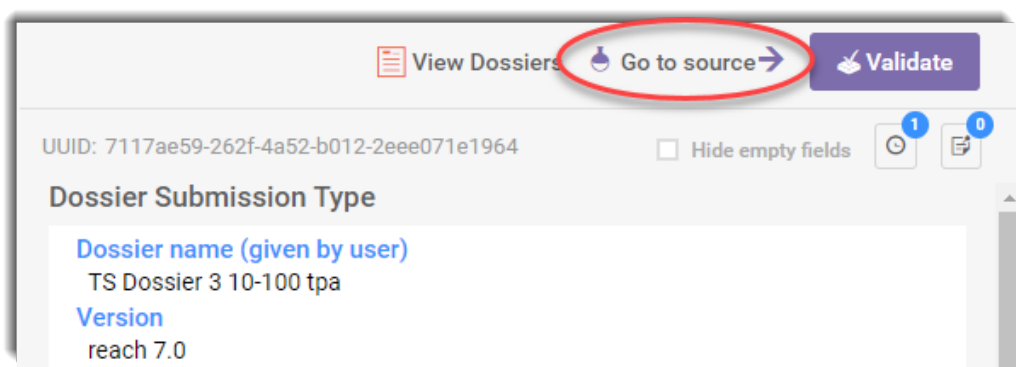 View Dossiers Go to source Validate
UUID: 7117ae59-262f-4a52-b012-2eee071e1964 Hide empty fields 1 0
Dossier Submission Type
Dossier name (given by user)
TS Dossier 3 10-100 tpa
Version
reach 7.0